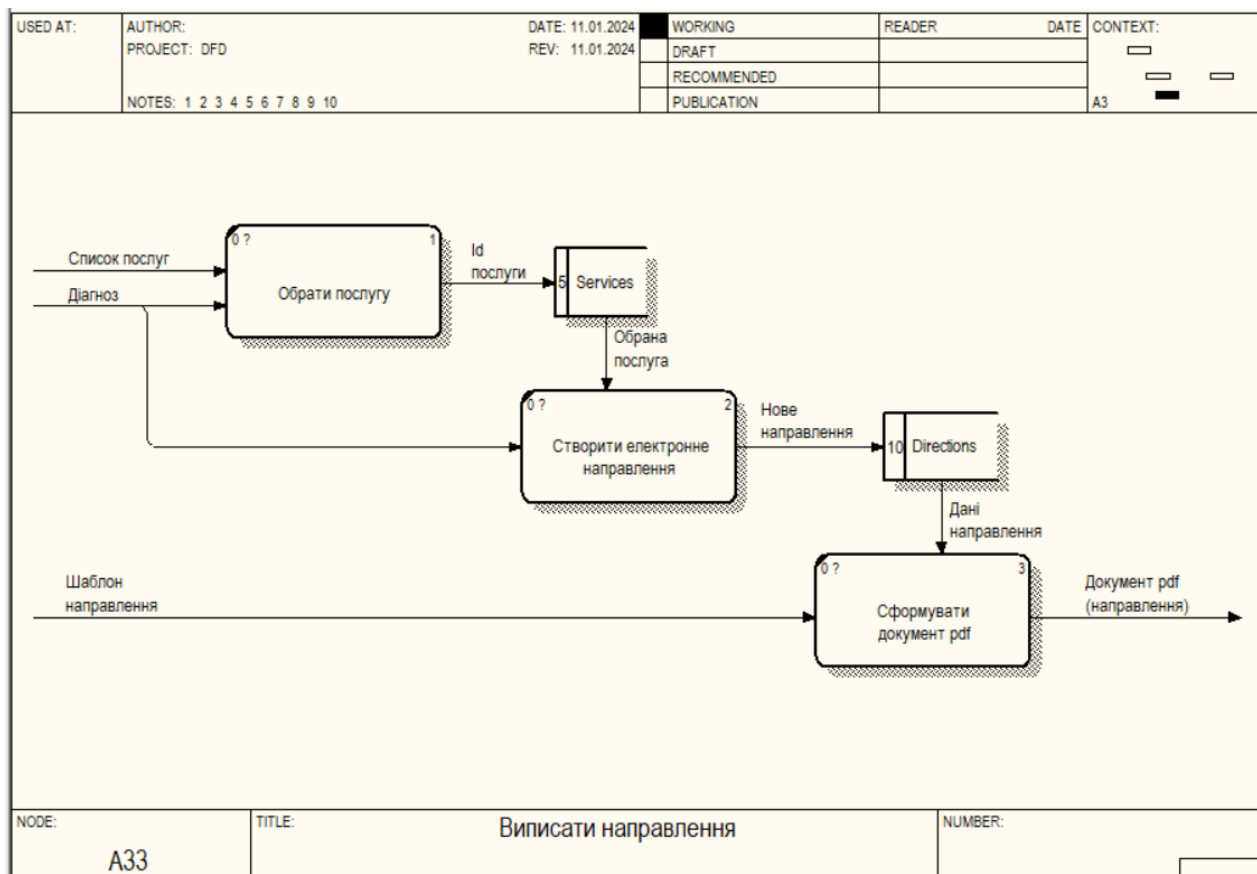 USED AT:
AUTHOR:
DATE: 11.01.2024
WORKING
READER
DATE
CONTEXT:
PROJECT: DFD
REV: 11.01.2024
DRAFT
RECOMMENDED
NOTES: 1 2 3 4 5 6 7 8 9 10
PUBLICATION
A3
0 ?
1
Список послуг
Діагноз
Обрати послугу
Id
послуги
5
Services
Обрана
послуга
0 ?
2
Створити електронне
направлення
Нове
направлення
10
Directions
Дані
направлення
0 ?
3
Шаблон
направлення
Сформувати
документ pdf
Документ pdf
(направлення)
NODE:
TITLE:
Виписати направлення
NUMBER:
A33